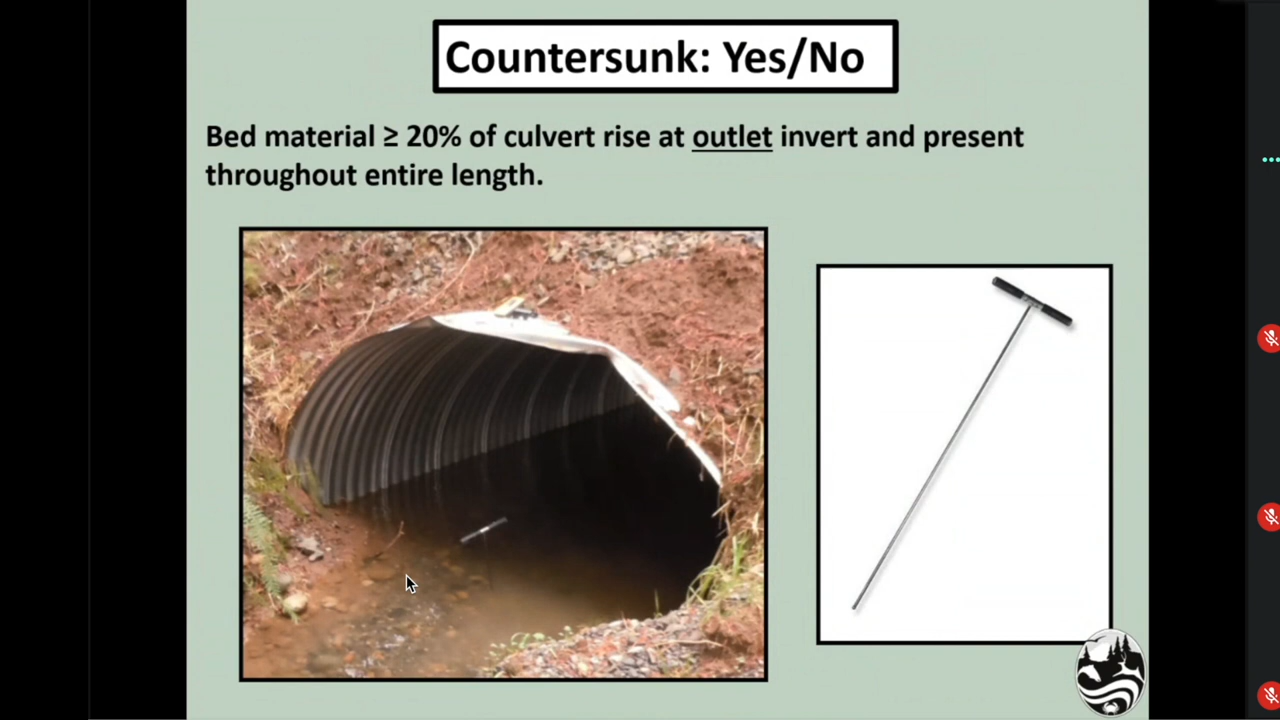 Countersunk: Yes/No
Bed material ≥ 20% of culvert rise at outlet invert and present
throughout entire length.